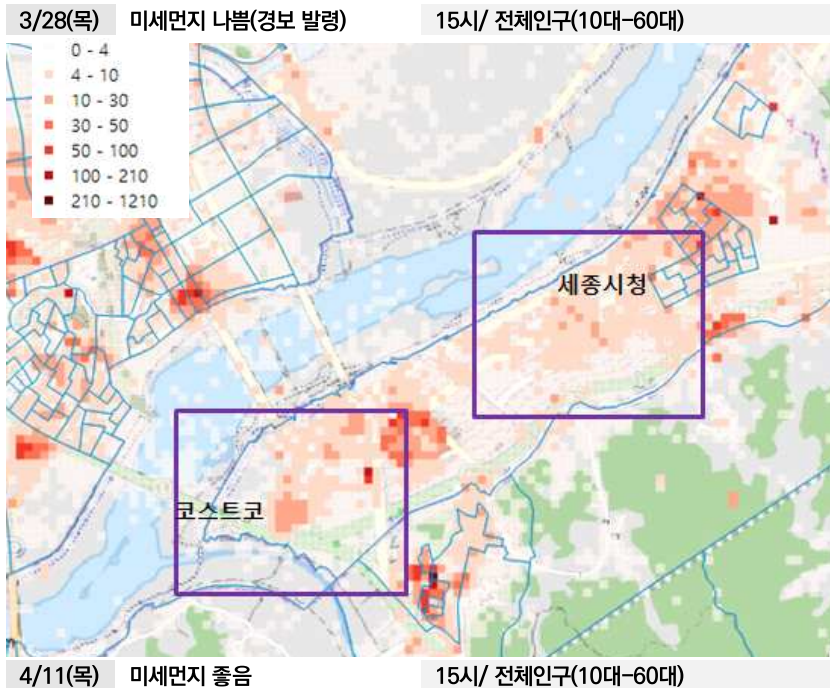 3/28(목) 미세먼지 나쁨(경보 발령) 15시/ 전체인구(10대-60대)
0 - 4
4 - 10
10 - 30
30 - 50
50 - 100
100 - 210
210 - 1210
세종시청
코스트코
4/11(목) 미세먼지 좋음 15시/ 전체인구(10대-60대)